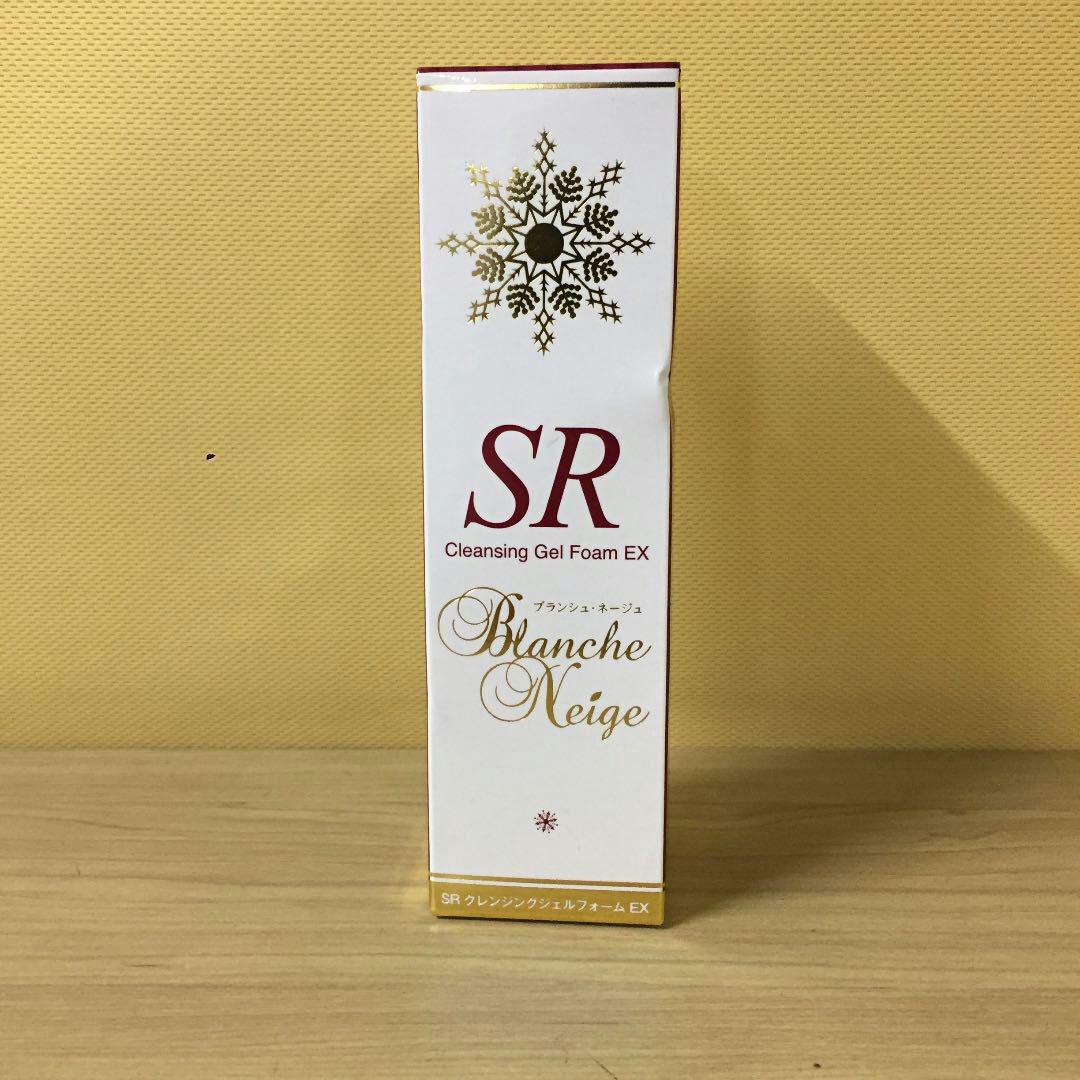 SR
Cleansing Gel Foam EX
ブランシュ・ネージュ
Blanche
Neige
SR クレンジングジェルフォーム EX